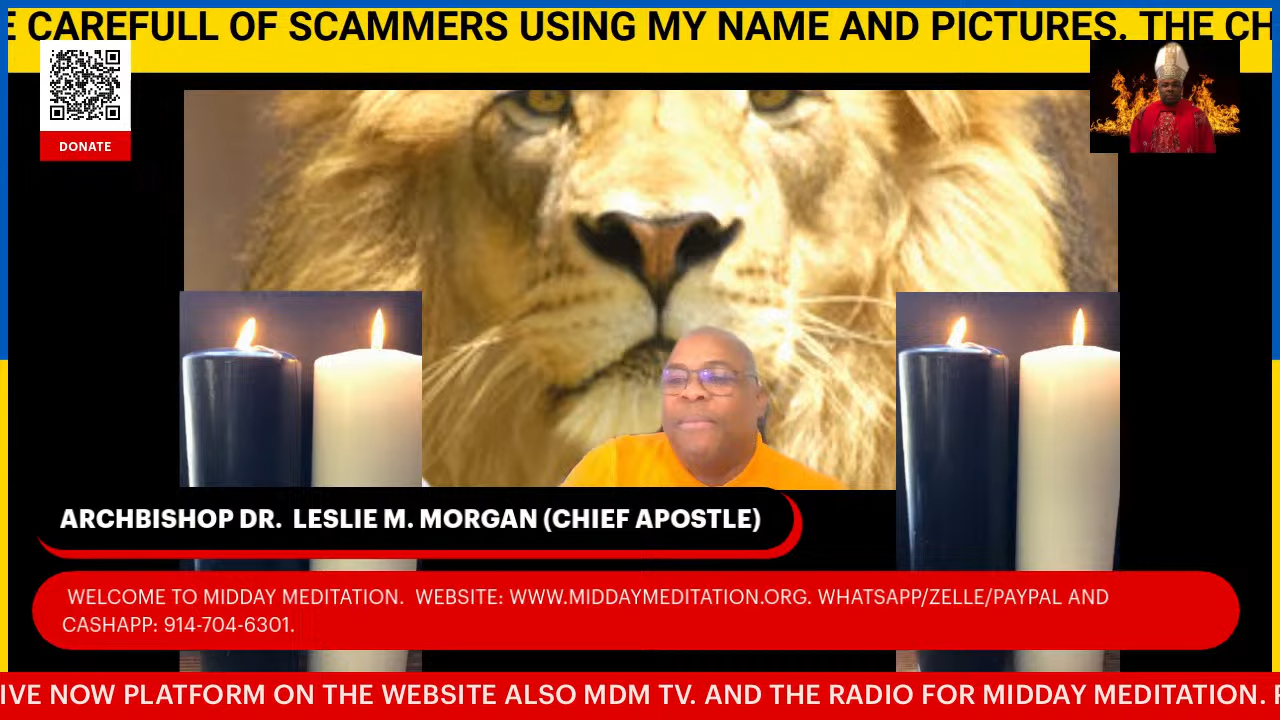 CAREFULL OF SCAMMERS USING MY NAME AND PICTURES. THE
DONATE
ARCHBISHOP DR. LESLIE M. MORGAN (CHIEF APOSTLE)
WELCOME TO MIDDAY MEDITATION. WEBSITE: WWW.MIDDAYMEDITATION.ORG. WHATSAPP/ZELLE/PAYPAL AND
CASHAPP: 914-704-6301.
NOW PLATFORM ON THE WEBSITE ALSO MDM TV. AND THE RADIO FOR MIDDAY MEDITATION.